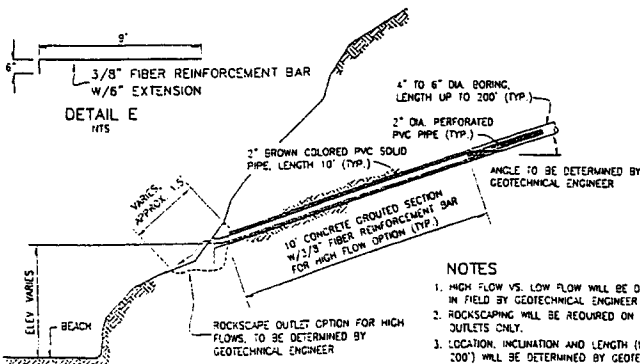 9'
6"
3/8" FIBER REINFORCEMENT BAR
W/6" EXTENSION
DETAIL E
NTS
4" TO 6" DIA. BORING,
LENGTH UP TO 200' (TYP.)
2" DIA. PERFORATED
PVC PIPE (TYP.)
2" BROWN COLORED PVC SOLID
PIPE, LENGTH 10' (TYP.)
ANGLE TO BE DETERMINED BY
GEOTECHNICAL ENGINEER
VARIES,
APPROX 1.5'
10' CONCRETE GROUTED SECTION
W/3/8" FIBER REINFORCEMENT BAR
FOR HIGH FLOW OPTION (TYP.)
ELEV VARIES
BEACH
ROCKSCAPE OUTLET OPTION FOR HIGH
FLOWS, TO BE DETERMINED BY
GEOTECHNICAL ENGINEER
NOTES
1. HIGH FLOW VS. LOW FLOW WILL BE D
IN FIELD BY GEOTECHNICAL ENGINEER
2. ROCKSCAPING WILL BE REQUIRED ON
OUTLETS ONLY.
3. LOCATION, INCLINATION AND LENGTH (
200') WILL BE DETERMINED BY GEOT